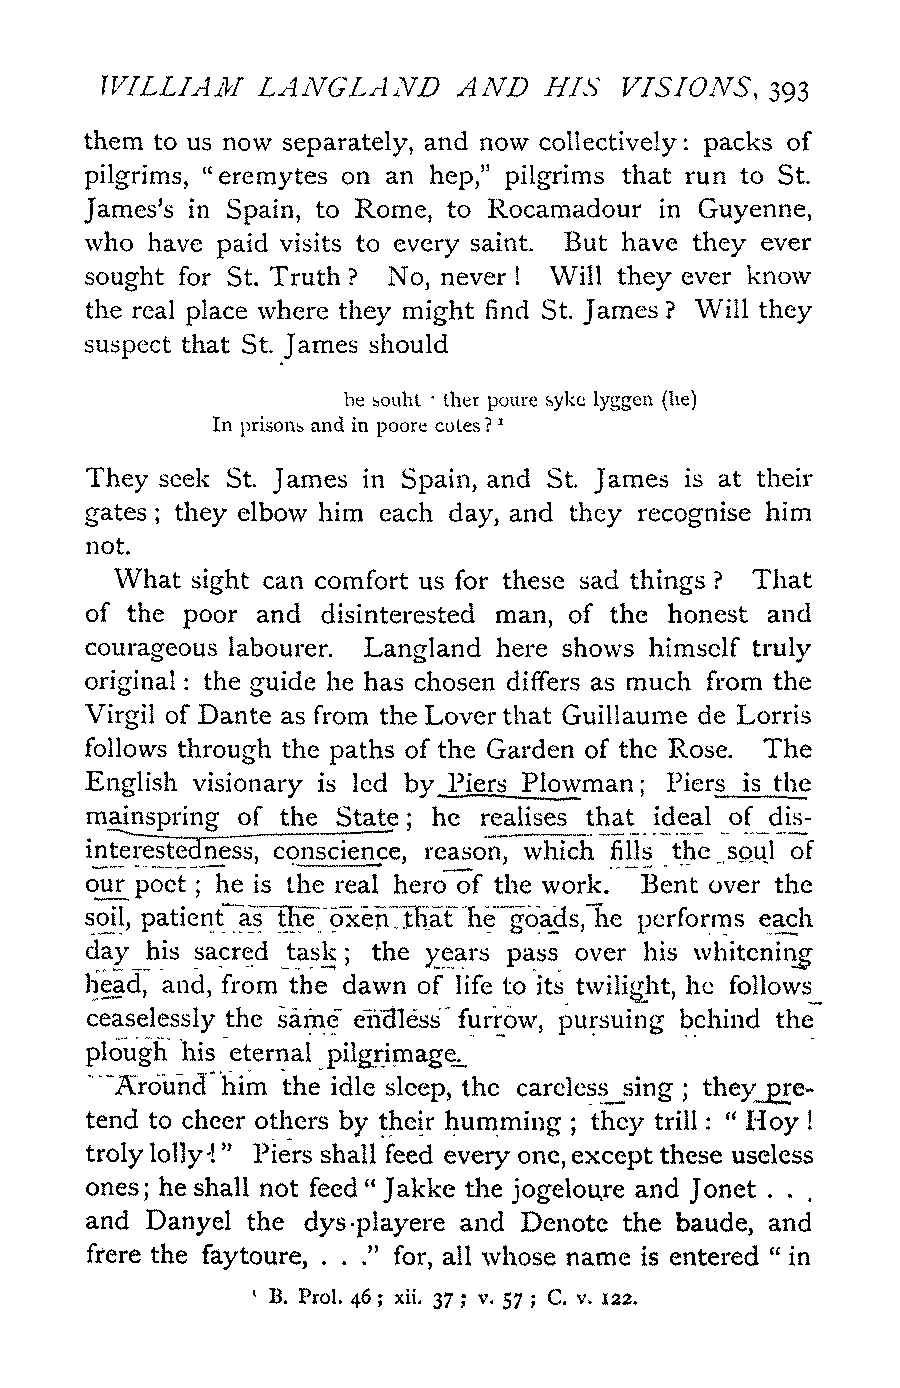 WILLIAM LANGLAND AND HIS VISIONS. 393
them to us now separately, and now collectively: packs of
pilgrims, "eremytes on an hep," pilgrims that run to St.
James's in Spain, to Rome, to Rocamadour in Guyenne,
who have paid visits to every saint. But have they ever
sought for St. Truth? No, never! Will they ever know
the real place where they might find St. James? Will they
suspect that St. James should
be souht · ther poure syke lyggen (lie)
In prisons and in poore cotes? ¹
They seek St. James in Spain, and St. James is at their
gates; they elbow him each day, and they recognise him
not.
What sight can comfort us for these sad things? That
of the poor and disinterested man, of the honest and
courageous labourer. Langland here shows himself truly
original: the guide he has chosen differs as much from the
Virgil of Dante as from the Lover that Guillaume de Lorris
follows through the paths of the Garden of the Rose. The
English visionary is led by Piers Plowman; Piers is the
mainspring of the State; he realises that ideal of dis-
interestedness, conscience, reason, which fills the soul of
our poet; he is the real hero of the work. Bent over the
soil, patient as the oxen that he goads, he performs each
day his sacred task; the years pass over his whitening
head, and, from the dawn of life to its twilight, he follows
ceaselessly the same endless furrow, pursuing behind the
plough his eternal pilgrimage.
Around him the idle sleep, the careless sing; they pre-
tend to cheer others by their humming; they trill: "Hoy!
troly lolly!" Piers shall feed every one, except these useless
ones; he shall not feed "Jakke the jogeloure and Jonet . . .
and Danyel the dys-playere and Denote the baude, and
frere the faytoure, . . ." for, all whose name is entered "in
¹ B. Prol. 46; xii. 37; v. 57; C. v. 122.